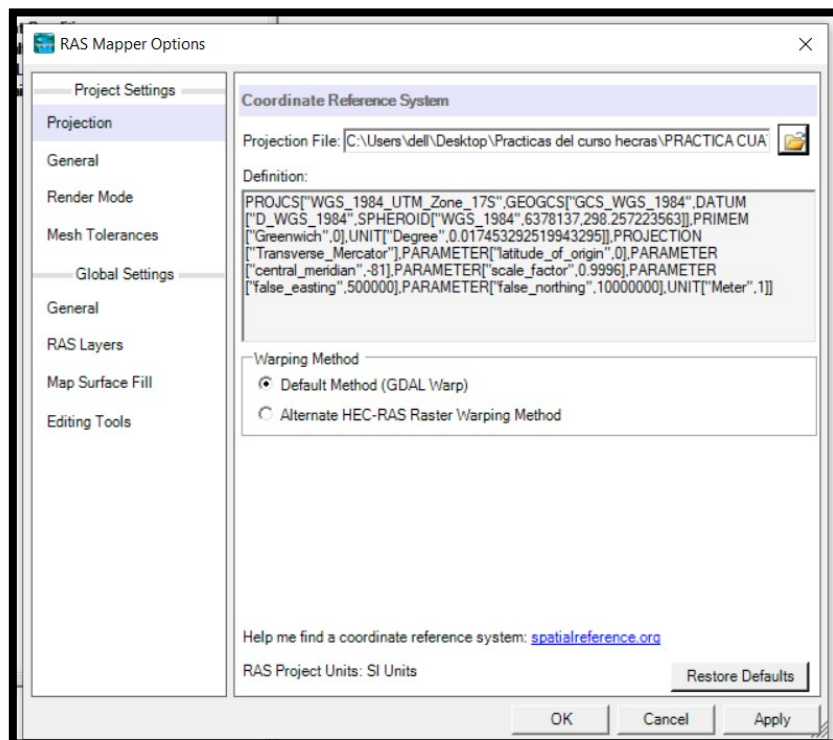 RAS Mapper Options
Project Settings
Projection
General
Render Mode
Mesh Tolerances
Global Settings
General
RAS Layers
Map Surface Fill
Editing Tools
Coordinate Reference System
Projection File: C:\Users\dell\Desktop\Practicas del curso hecras\PRACTICA CUA
Definition:
PROJCS["WGS_1984_UTM_Zone_17S",GEOGCS["GCS_WGS_1984",DATUM
["D_WGS_1984",SPHEROID["WGS_1984",6378137,298.257223563]],PRIMEM
["Greenwich",0],UNIT["Degree",0.0174532925199432​95]],PROJECTION
["Transverse_Mercator"],PARAMETER["latitude_of_origin",0],PARAMETER
["central_meridian",-81],PARAMETER["scale_factor",0.9996],PARAMETER
["false_easting",500000],PARAMETER["false_northing",10000000],UNIT["Meter",1]]
Warping Method
Default Method (GDAL Warp)
Alternate HEC-RAS Raster Warping Method
Help me find a coordinate reference system: spatialreference.org
RAS Project Units: SI Units
Restore Defaults
OK Cancel Apply